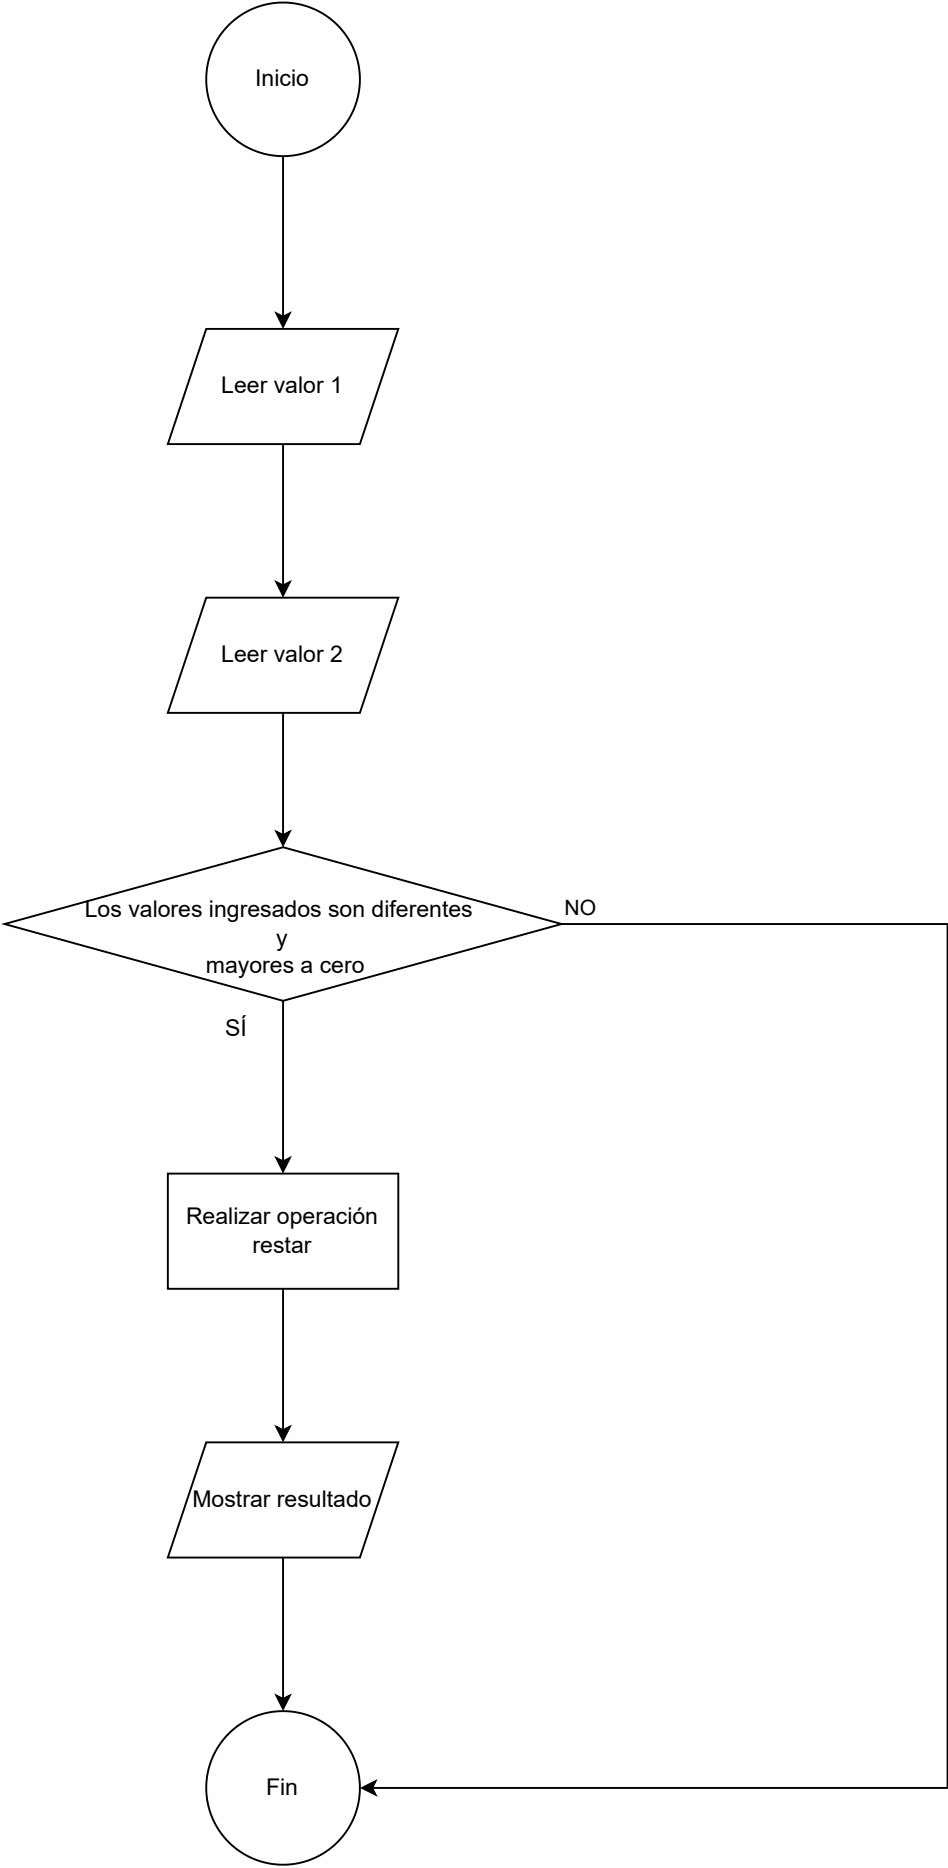 Inicio
Leer valor 1
Leer valor 2
Los valores ingresados son diferentes
y
mayores a cero
NO
SÍ
Realizar operación
restar
Mostrar resultado
Fin